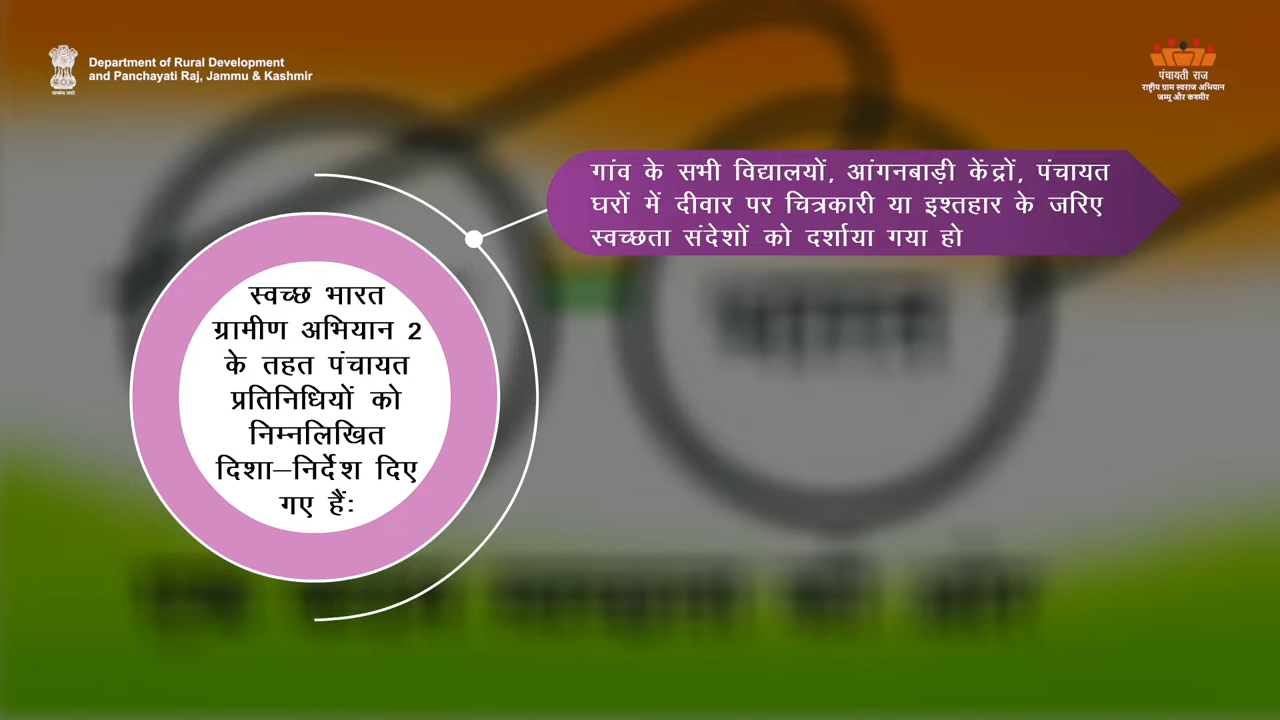 Department of Rural Development
and Panchayati Raj, Jammu & Kashmir
पंचायती राज
राष्ट्रीय ग्राम स्वराज अभियान
जम्मू और कश्मीर
गांव के सभी विद्यालयों, आंगनबाड़ी केंद्रों, पंचायत
घरों में दीवार पर चित्रकारी या इश्तहार के जरिए
स्वच्छता संदेशों को दर्शाया गया हो
स्वच्छ भारत
ग्रामीण अभियान 2
के तहत पंचायत
प्रतिनिधियों को
निम्नलिखित
दिशा–निर्देश दिए
गए हैं: